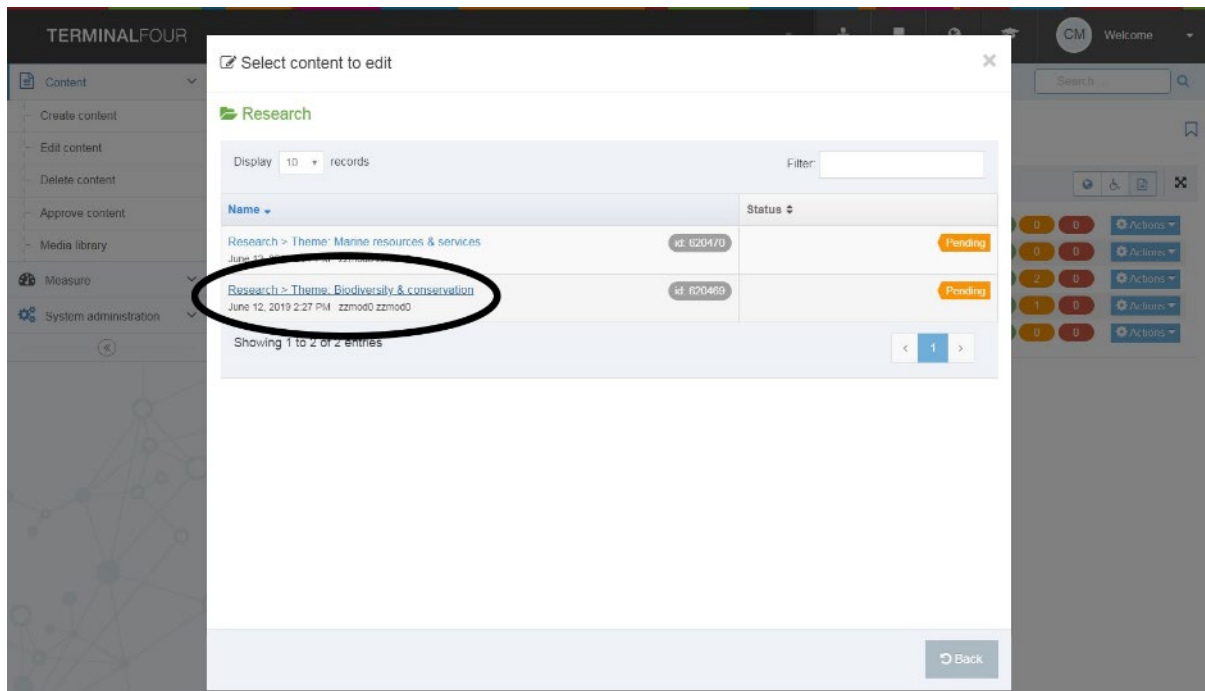 TERMINALFOUR
CM Welcome
Content
Create content
Edit content
Delete content
Approve content
Media library
Measure
System administration
Search ...
Select content to edit
Research
Display 10 records
Filter:
Name Status
Research > Theme: Marine resources & services id: 620470 Pending
June 12,
Research > Theme: Biodiversity & conservation id: 620469 Pending
June 12, 2019 2:27 PM zzmod0 zzmod0
Showing 1 to 2 of 2 entries
< 1 >
0 0 Actions
0 0 Actions
2 0 Actions
1 0 Actions
0 0 Actions
Back